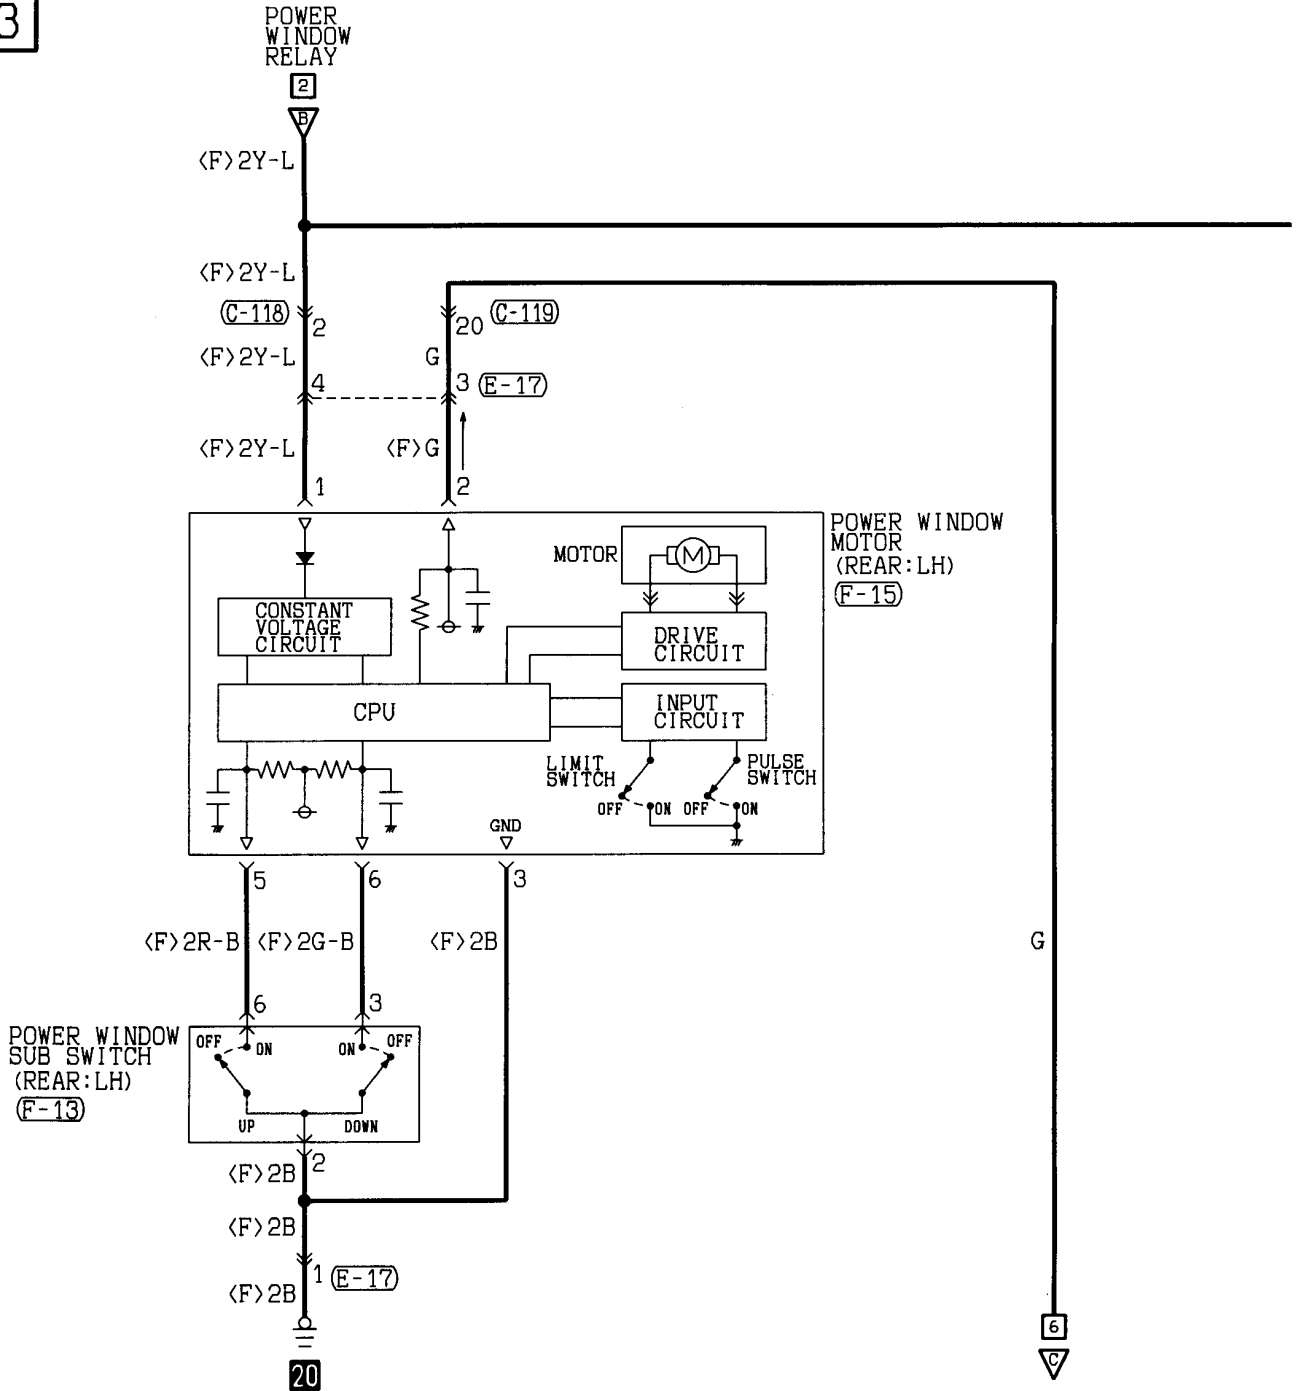 3
POWER
WINDOW
RELAY
2
B
<F>2Y-L
<F>2Y-L
C-118
2
20
C-119
<F>2Y-L
G
4
3
E-17
<F>2Y-L
<F>G
1
2
POWER WINDOW
MOTOR
(REAR:LH)
F-15
MOTOR
M
CONSTANT
VOLTAGE
CIRCUIT
DRIVE
CIRCUIT
CPU
INPUT
CIRCUIT
LIMIT
SWITCH
PULSE
SWITCH
OFF
ON
OFF
ON
GND
5
6
3
<F>2R-B
<F>2G-B
<F>2B
G
6
3
POWER WINDOW
SUB SWITCH
(REAR:LH)
F-13
OFF
ON
ON
OFF
UP
DOWN
<F>2B
2
<F>2B
1
E-17
<F>2B
20
6
C